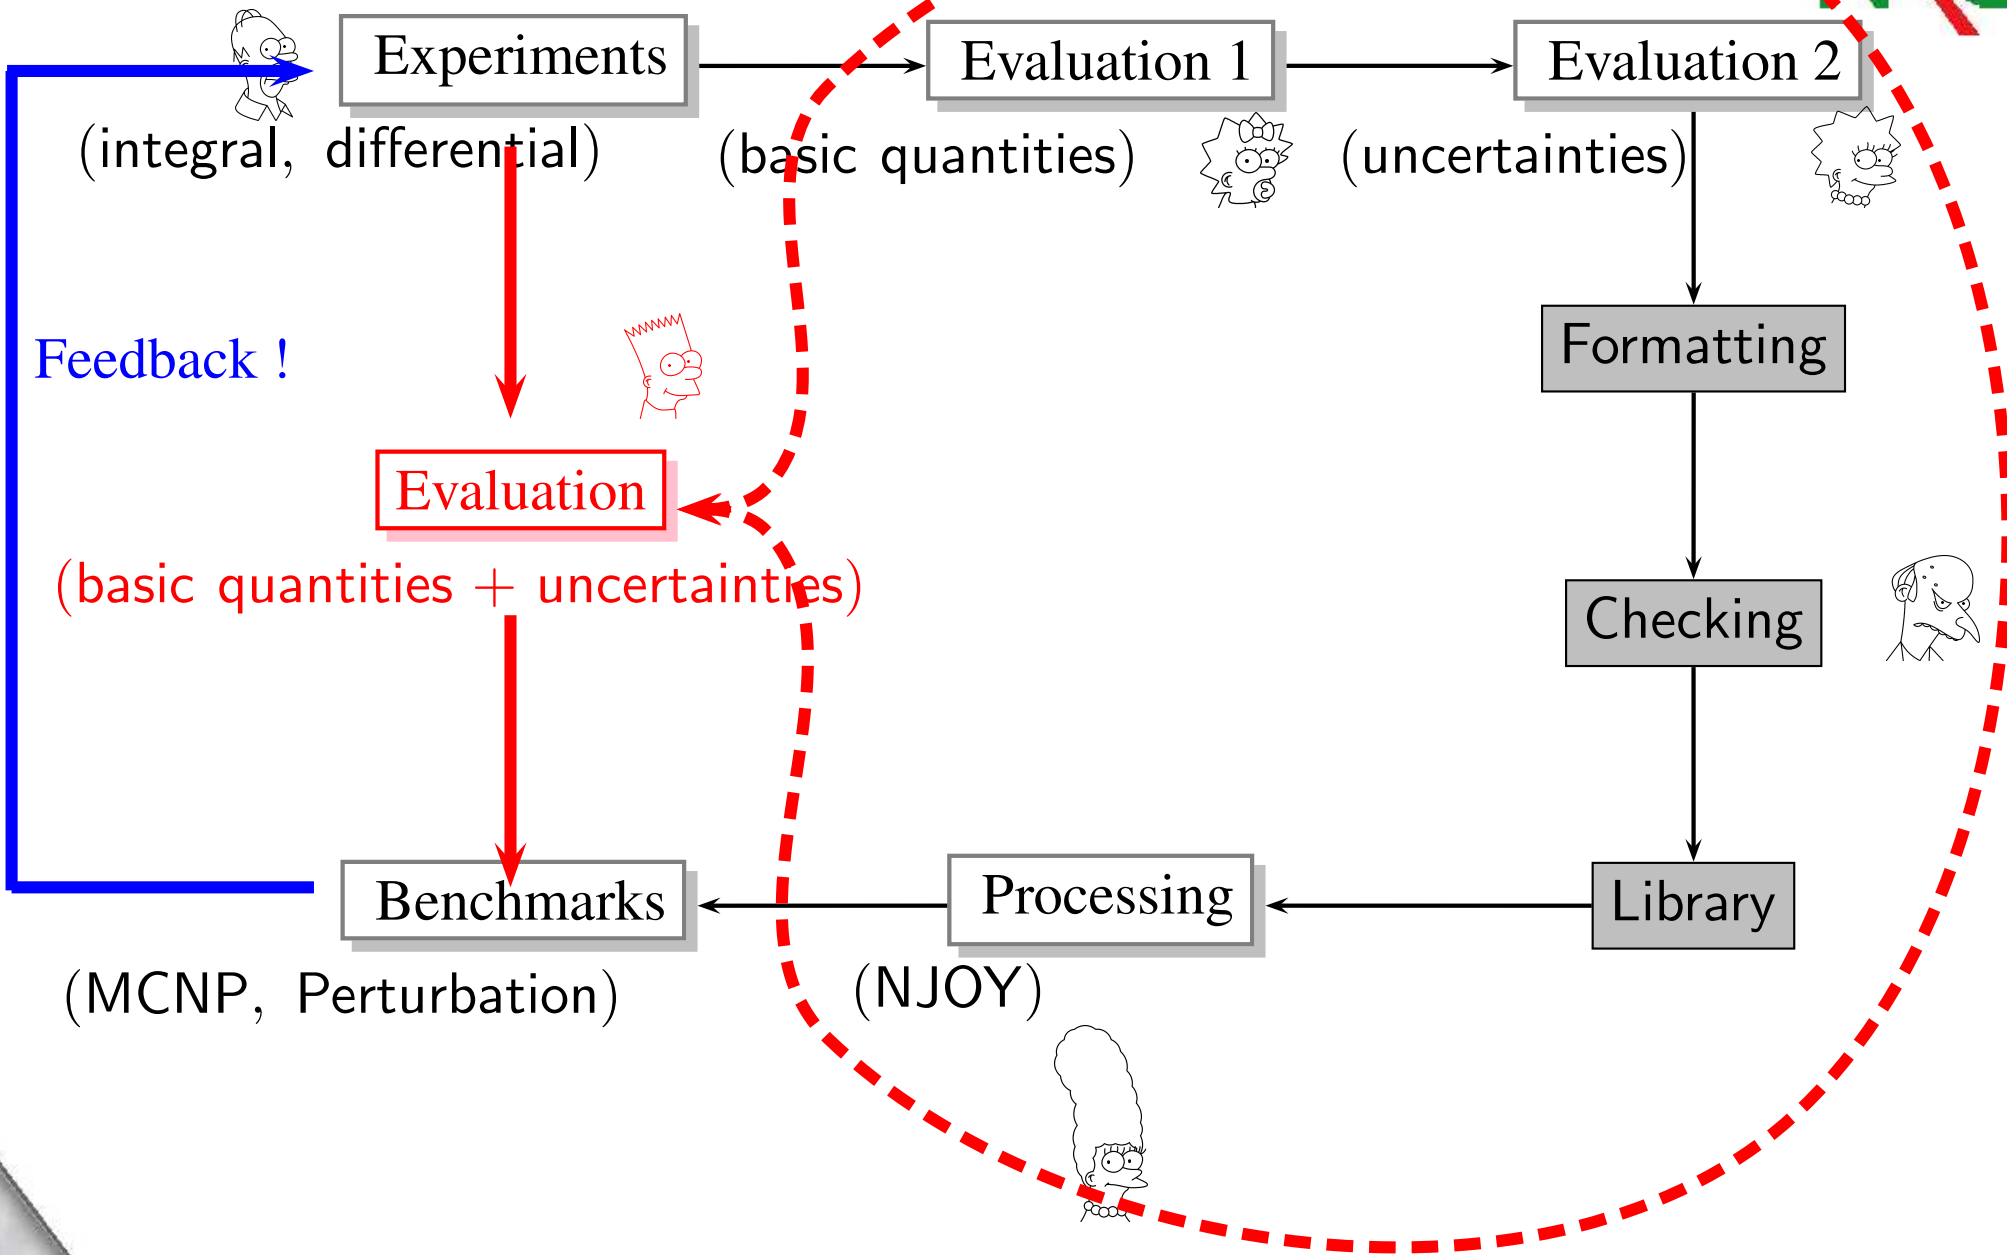 Experiments
Evaluation 1
Evaluation 2
(integral, differential)
(basic quantities)
(uncertainties)
Feedback !
Formatting
Evaluation
(basic quantities + uncertainties)
Checking
Benchmarks
Processing
Library
(MCNP, Perturbation)
(NJOY)